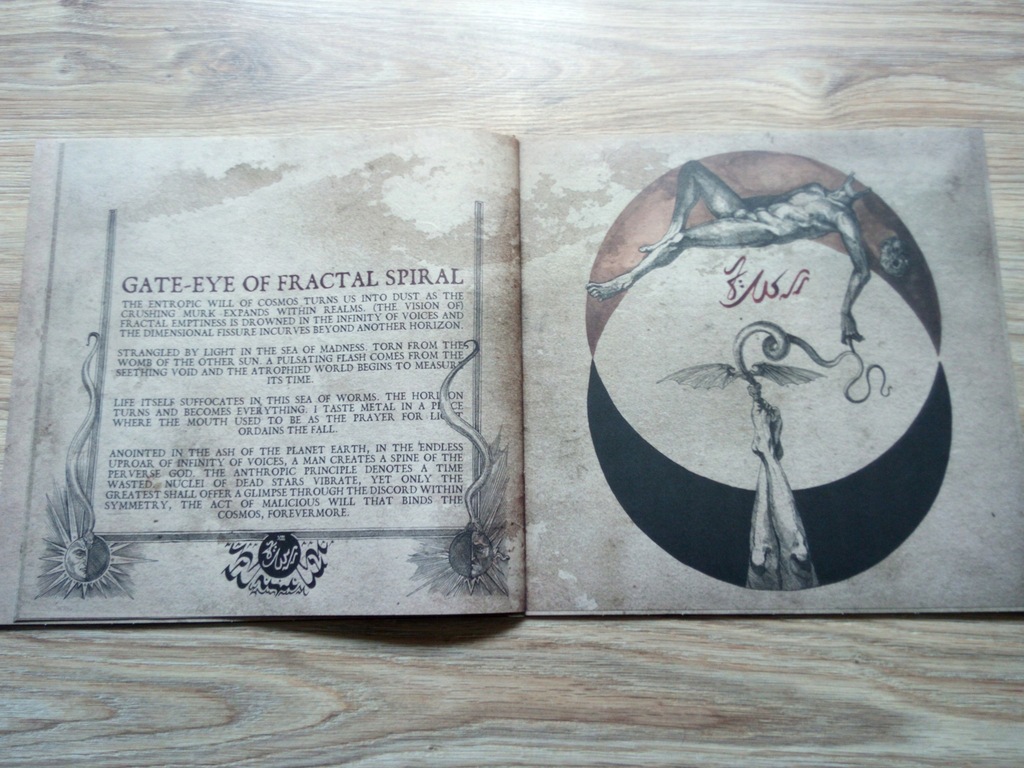 GATE-EYE OF FRACTAL SPIRAL
THE ENTROPIC WILL OF COSMOS TURNS US INTO DUST AS THE
CRUSHING MURK EXPANDS WITHIN REALMS. (THE VISION OF)
FRACTAL EMPTINESS IS DROWNED IN THE INFINITY OF VOICES AND
THE DIMENSIONAL FISSURE INCURVES BEYOND ANOTHER HORIZON.
STRANGLED BY LIGHT IN THE SEA OF MADNESS. TORN FROM THE
WOMB OF THE OTHER SUN. A PULSATING FLASH COMES FROM THE
SEETHING VOID AND THE ATROPHIED WORLD BEGINS TO MEASURE
ITS TIME.
LIFE ITSELF SUFFOCATES IN THIS SEA OF WORMS. THE HORIZON
TURNS AND BECOMES EVERYTHING. I TASTE METAL IN A PLACE
WHERE THE MOUTH USED TO BE AS THE PRAYER FOR LIGHT
ORDAINS THE FALL.
ANOINTED IN THE ASH OF THE PLANET EARTH, IN THE ENDLESS
UPROAR OF INFINITY OF VOICES, A MAN CREATES A SPINE OF THE
PERVERSE GOD. THE ANTHROPIC PRINCIPLE DENOTES A TIME
WASTED. NUCLEI OF DEAD STARS VIBRATE, YET ONLY THE
GREATEST SHALL OFFER A GLIMPSE THROUGH THE DISCORD WITHIN
SYMMETRY, THE ACT OF MALICIOUS WILL THAT BINDS THE
COSMOS, FOREVERMORE.